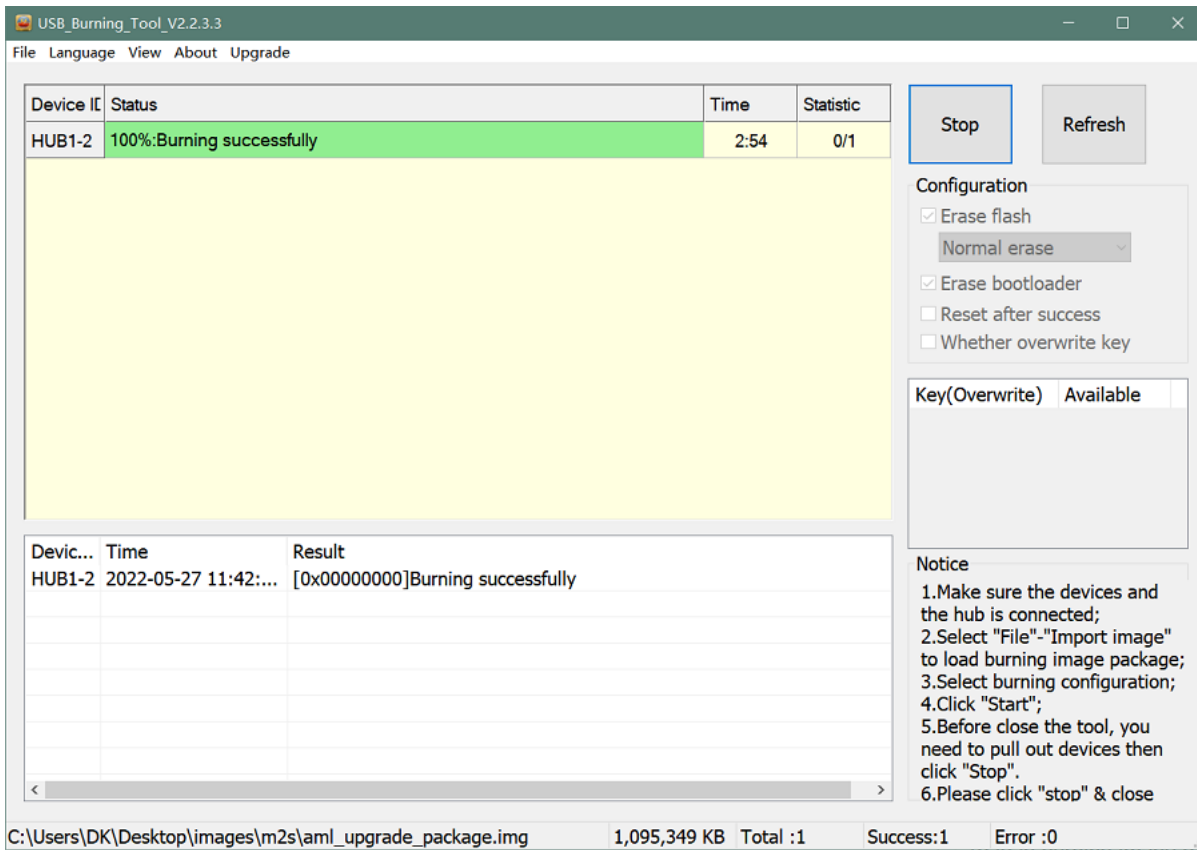 USB_Burning_Tool_V2.2.3.3
File Language View About Upgrade
Device ID Status Time Statistic
HUB1-2 100%:Burning successfully 2:54 0/1
Stop Refresh
Configuration
Erase flash
Normal erase
Erase bootloader
Reset after success
Whether overwrite key
Key(Overwrite) Available
Devic... Time Result
HUB1-2 2022-05-27 11:42:... [0x00000000]Burning successfully
Notice
1.Make sure the devices and
the hub is connected;
2.Select "File"-"Import image"
to load burning image package;
3.Select burning configuration;
4.Click "Start";
5.Before close the tool, you
need to pull out devices then
click "Stop".
6.Please click "stop" & close
C:\Users\DK\Desktop\images\m2s\aml_upgrade_package.img 1,095,349 KB Total :1 Success:1 Error :0